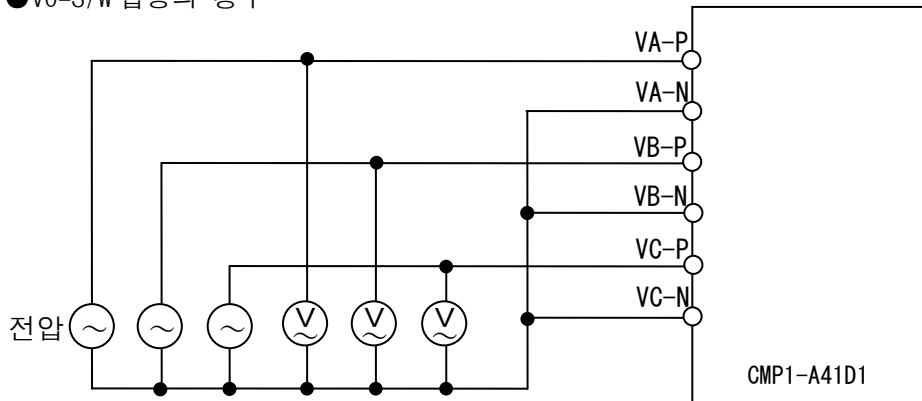 VA-P
VA-N
VB-P
VB-N
VC-P
VC-N
전압
V
V
V
CMP1-A41D1